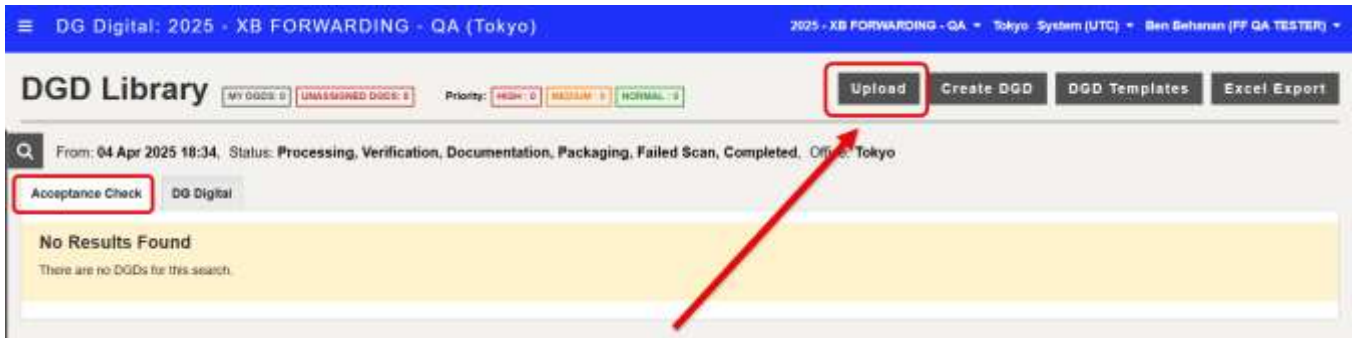 ≡ DG Digital: 2025 - XB FORWARDING - QA (Tokyo) 2025 - XB FORWARDING - QA Tokyo System (UTC) Ben Behanan (FF QA TESTER)
DGD Library MY DGDS: 0 UNASSIGNED DGDS: 0 Priority: HIGH : 0 MEDIUM : 0 NORMAL : 0 Upload Create DGD DGD Templates Excel Export
From: 04 Apr 2025 18:34, Status: Processing, Verification, Documentation, Packaging, Failed Scan, Completed, Office: Tokyo
Acceptance Check DG Digital
No Results Found
There are no DGDs for this search.